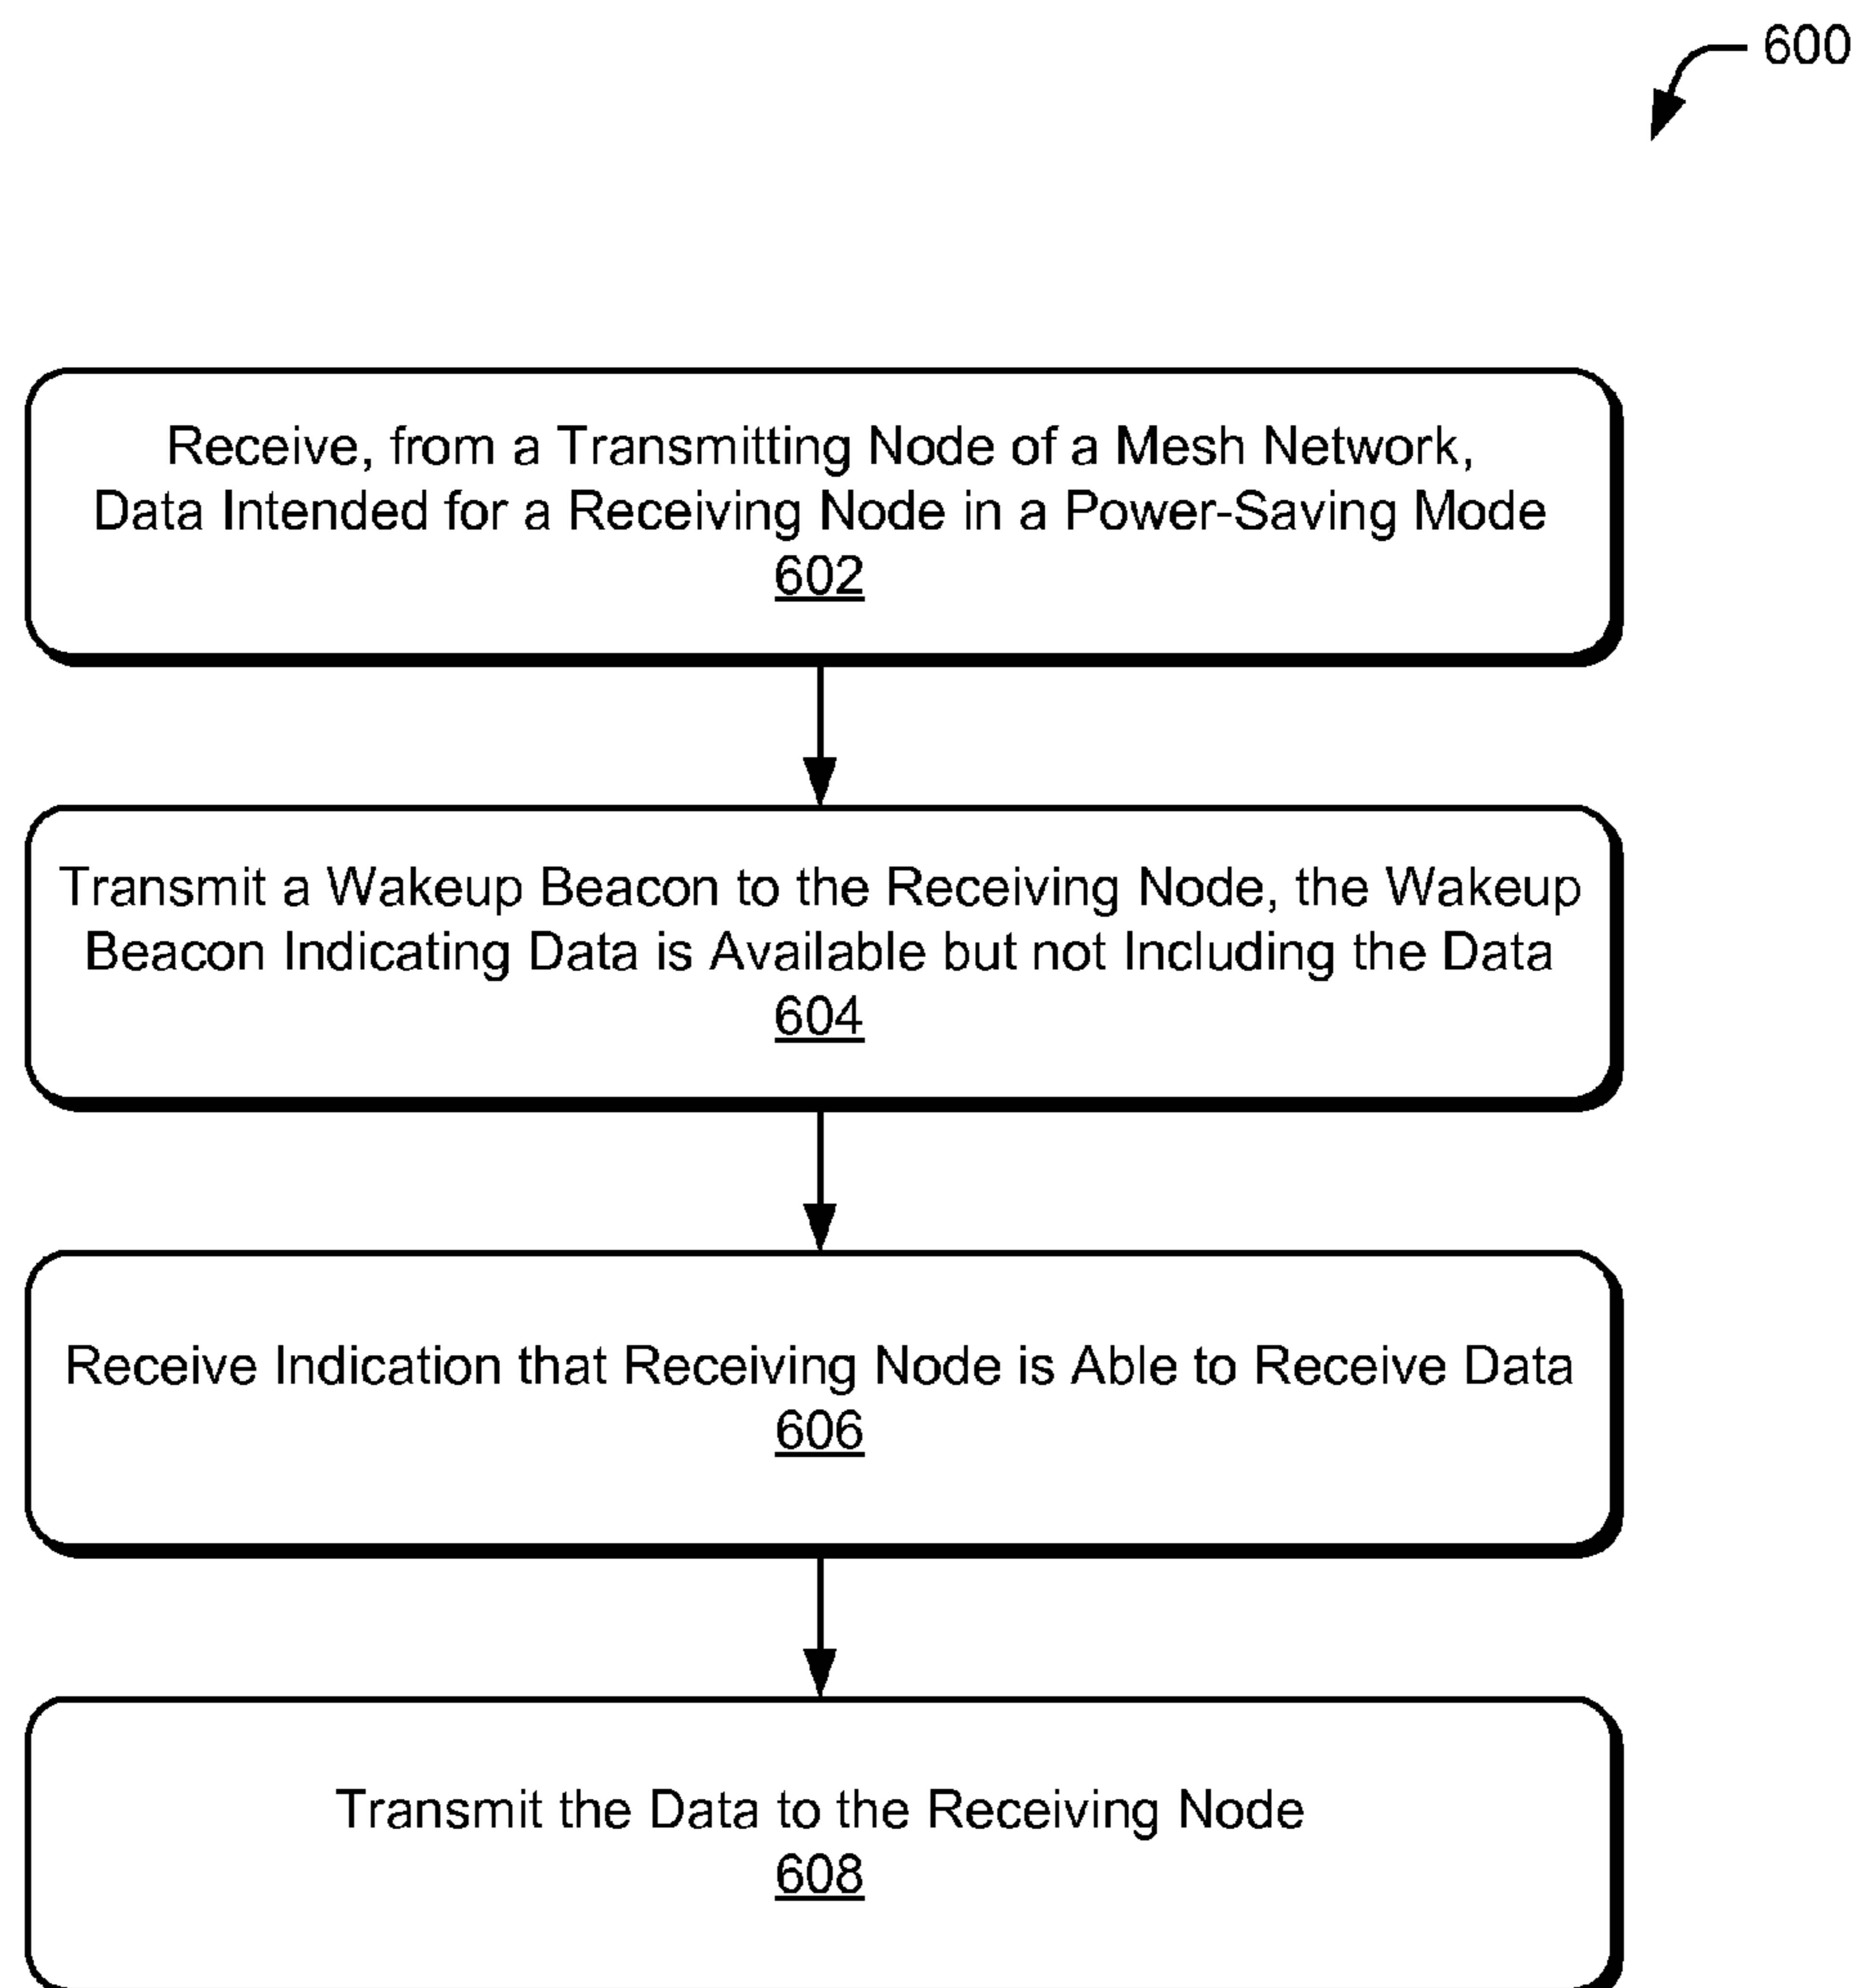 600
Receive, from a Transmitting Node of a Mesh Network,
Data Intended for a Receiving Node in a Power-Saving Mode
602
Transmit a Wakeup Beacon to the Receiving Node, the Wakeup
Beacon Indicating Data is Available but not Including the Data
604
Receive Indication that Receiving Node is Able to Receive Data
606
Transmit the Data to the Receiving Node
608